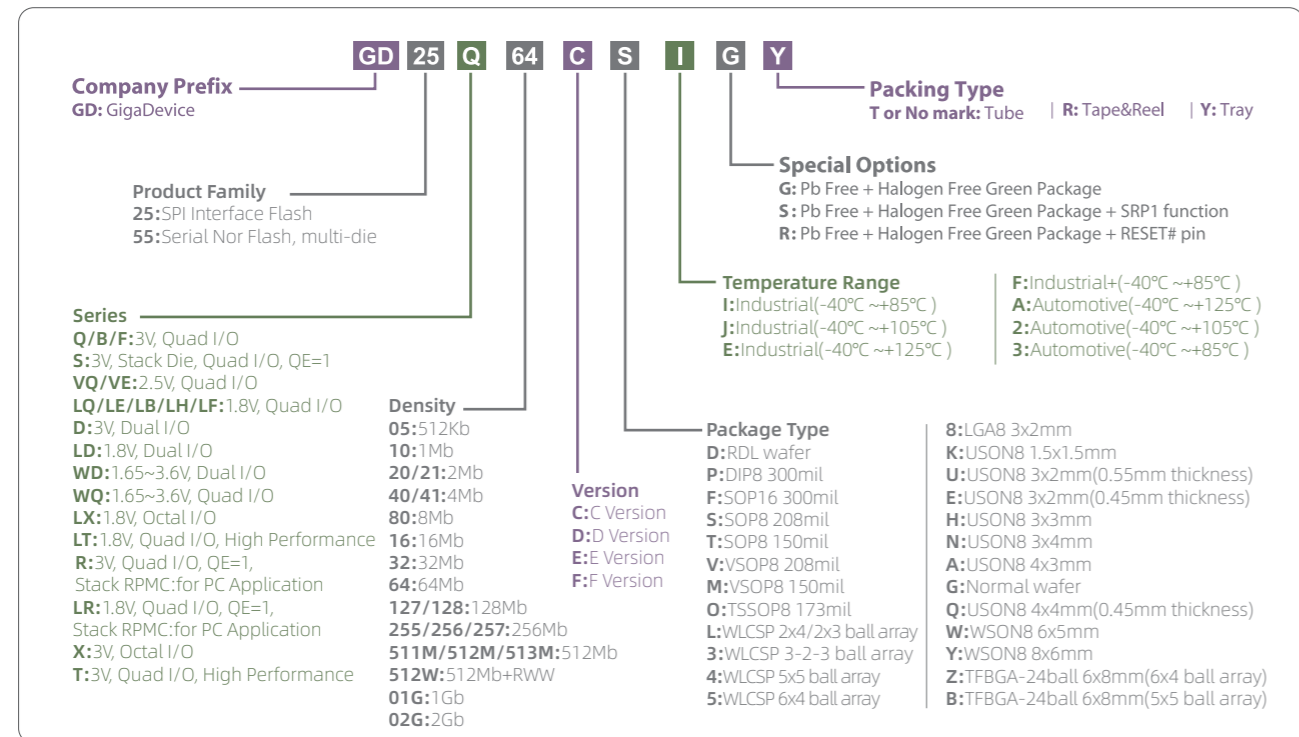 GD 25 Q 64 C S I G Y
Company Prefix
GD: GigaDevice
Packing Type
T or No mark: Tube | R: Tape&Reel | Y: Tray
Special Options
G: Pb Free + Halogen Free Green Package
S: Pb Free + Halogen Free Green Package + SRP1 function
R: Pb Free + Halogen Free Green Package + RESET# pin
Product Family
25:SPI Interface Flash
55:Serial Nor Flash, multi-die
Temperature Range
I:Industrial(-40℃ ~+85℃ )
J:Industrial(-40℃ ~+105℃ )
E:Industrial(-40℃ ~+125℃ )
F:Industrial+(-40℃ ~+85℃ )
A:Automotive(-40℃ ~+125℃ )
2:Automotive(-40℃ ~+105℃ )
3:Automotive(-40℃ ~+85℃ )
Series
Q/B/F:3V, Quad I/O
S:3V, Stack Die, Quad I/O, QE=1
VQ/VE:2.5V, Quad I/O
LQ/LE/LB/LH/LF:1.8V, Quad I/O
D:3V, Dual I/O
LD:1.8V, Dual I/O
WD:1.65~3.6V, Dual I/O
WQ:1.65~3.6V, Quad I/O
LX:1.8V, Octal I/O
LT:1.8V, Quad I/O, High Performance
R:3V, Quad I/O, QE=1,
Stack RPMC:for PC Application
LR:1.8V, Quad I/O, QE=1,
Stack RPMC:for PC Application
X:3V, Octal I/O
T:3V, Quad I/O, High Performance
Density
05:512Kb
10:1Mb
20/21:2Mb
40/41:4Mb
80:8Mb
16:16Mb
32:32Mb
64:64Mb
127/128:128Mb
255/256/257:256Mb
511M/512M/513M:512Mb
512W:512Mb+RWW
01G:1Gb
02G:2Gb
Version
C:C Version
D:D Version
E:E Version
F:F Version
Package Type
D:RDL wafer
P:DIP8 300mil
F:SOP16 300mil
S:SOP8 208mil
T:SOP8 150mil
V:VSOP8 208mil
M:VSOP8 150mil
O:TSSOP8 173mil
L:WLCSP 2x4/2x3 ball array
3:WLCSP 3-2-3 ball array
4:WLCSP 5x5 ball array
5:WLCSP 6x4 ball array
8:LGA8 3x2mm
K:USON8 1.5x1.5mm
U:USON8 3x2mm(0.55mm thickness)
E:USON8 3x2mm(0.45mm thickness)
H:USON8 3x3mm
N:USON8 3x4mm
A:USON8 4x3mm
G:Normal wafer
Q:USON8 4x4mm(0.45mm thickness)
W:WSON8 6x5mm
Y:WSON8 8x6mm
Z:TFBGA-24ball 6x8mm(6x4 ball array)
B:TFBGA-24ball 6x8mm(5x5 ball array)